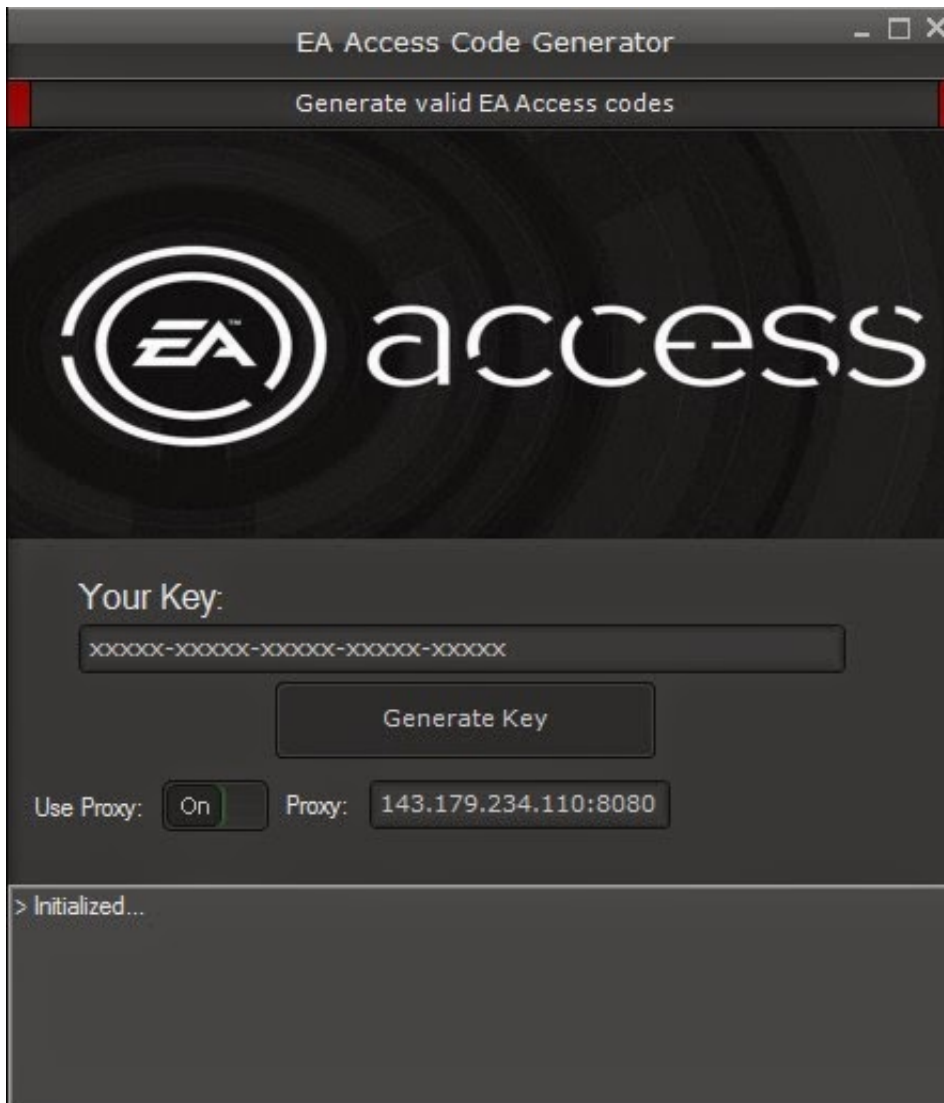 EA Access Code Generator
Generate valid EA Access codes
EA™ access
Your Key:
xxxxx-xxxxx-xxxxx-xxxxx-xxxxx
Generate Key
Use Proxy: On Proxy: 143.179.234.110:8080
> Initialized...